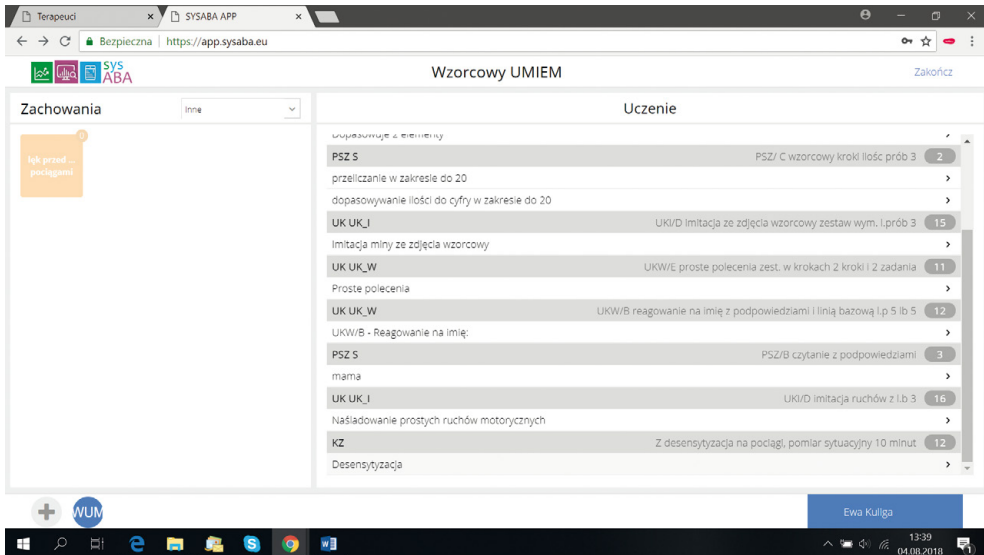 Terapeuci
SYSABA APP
Bezpieczna
https://app.sysaba.eu
sys ABA
Wzorcowy UMIEM
Zakończ
Zachowania
Inne
Uczenie
0
lęk przed ... pociągami
Dopasowuje 2 elementy
PSZ S PSZ/ C wzorcowy kroki ilośc prób 3 2
przeliczanie w zakresie do 20
dopasowywanie ilości do cyfry w zakresie do 20
UK UK_I UKI/D Imitacja ze zdjęcia wzorcowy zestaw wym. l.prób 3 15
Imitacja miny ze zdjęcia wzorcowy
UK UK_W UKW/E proste polecenia zest. w krokach 2 kroki i 2 zadania 11
Proste polecenia
UK UK_W UKW/B reagowanie na imię z podpowiedziami i linią bazową l.p 5 lb 5 12
UKW/B - Reagowanie na imię:
PSZ S PSZ/B czytanie z podpowiedziami 3
mama
UK UK_I UKI/D imitacja ruchów z l.b 3 16
Naśladowanie prostych ruchów motorycznych
KZ Z desensytyzacja na pociągi, pomiar sytuacyjny 10 minut 12
Desensytyzacja
WUM
Ewa Kuliga
13:39
04.08.2018